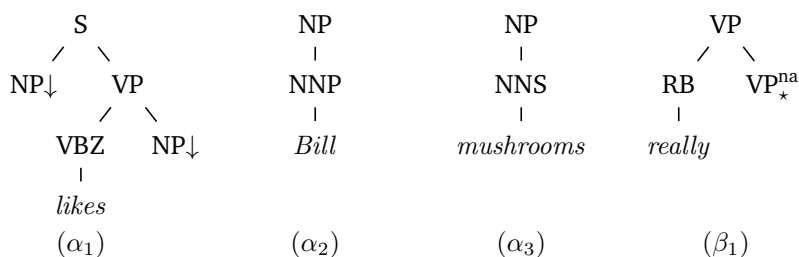 S NP NP VP
NP↓ VP NNP NNS RB VP⋆^na
VBZ NP↓ Bill mushrooms really
likes
(α₁) (α₂) (α₃) (β₁)